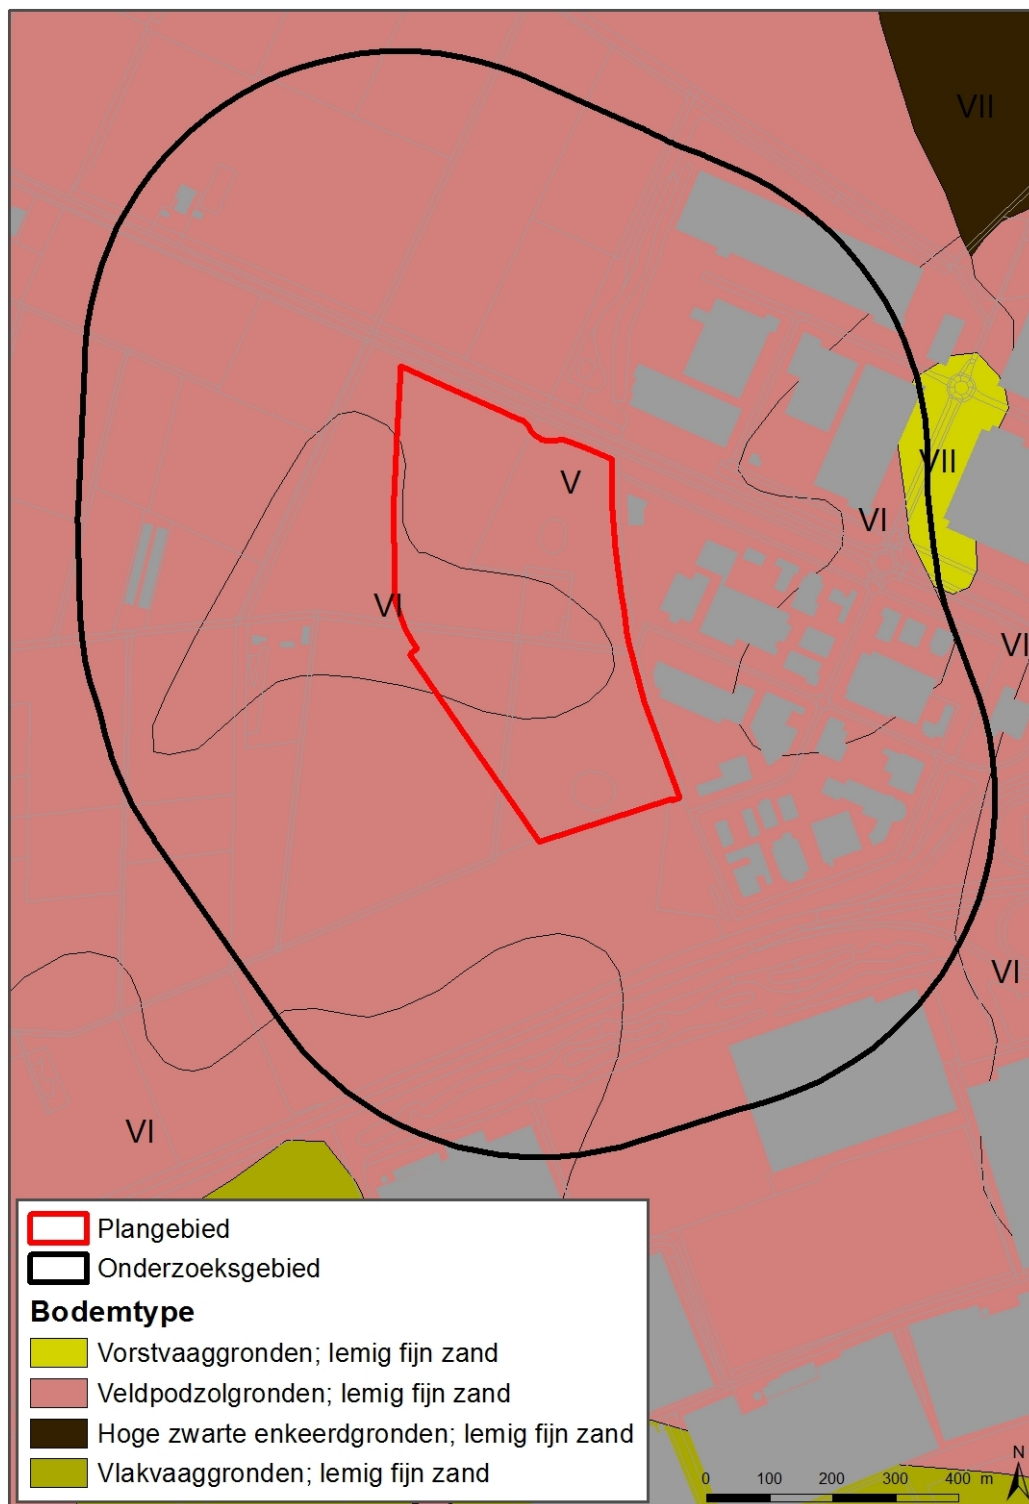 VII
V
VII
VI
VI
VI
VI
VI
Plangebied
Onderzoeksgebied
Bodemtype
Vorstvaaggronden; lemig fijn zand
Veldpodzolgronden; lemig fijn zand
Hoge zwarte enkeerdgronden; lemig fijn zand
Vlakvaaggronden; lemig fijn zand
N
0 100 200 300 400 m